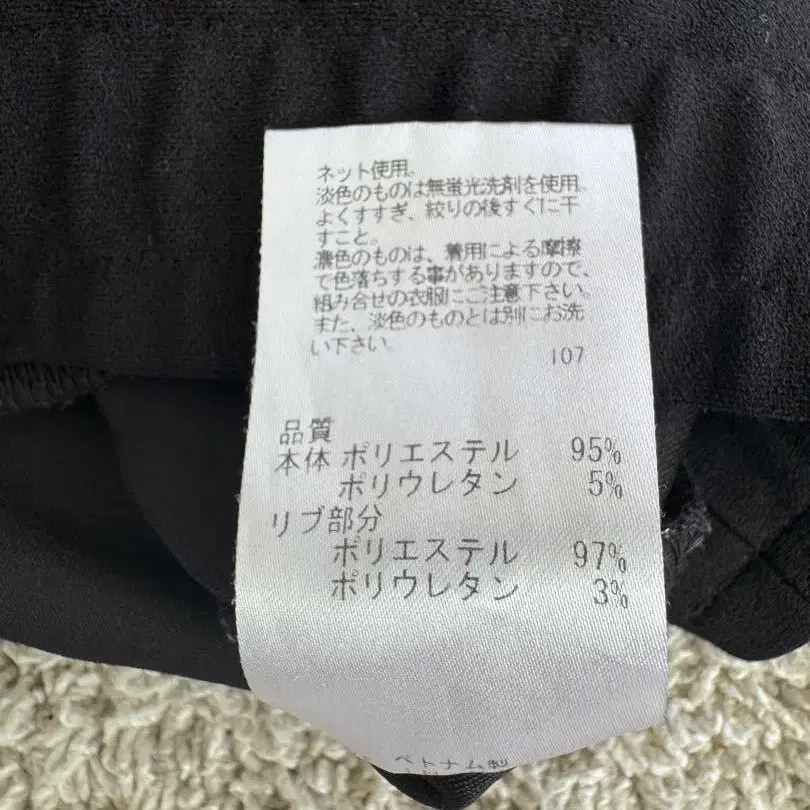 ネット使用。
淡色のものは無蛍光洗剤を使用。
よくすすぎ、絞りの後すぐに干
すこと。
濃色のものは、着用による摩擦
で色落ちする事がありますので、
組み合せの衣服にご注意下さい。
また、淡色のものとは別にお洗
い下さい。
107
品質
本体 ポリエステル 95%
ポリウレタン 5%
リブ部分
ポリエステル 97%
ポリウレタン 3%